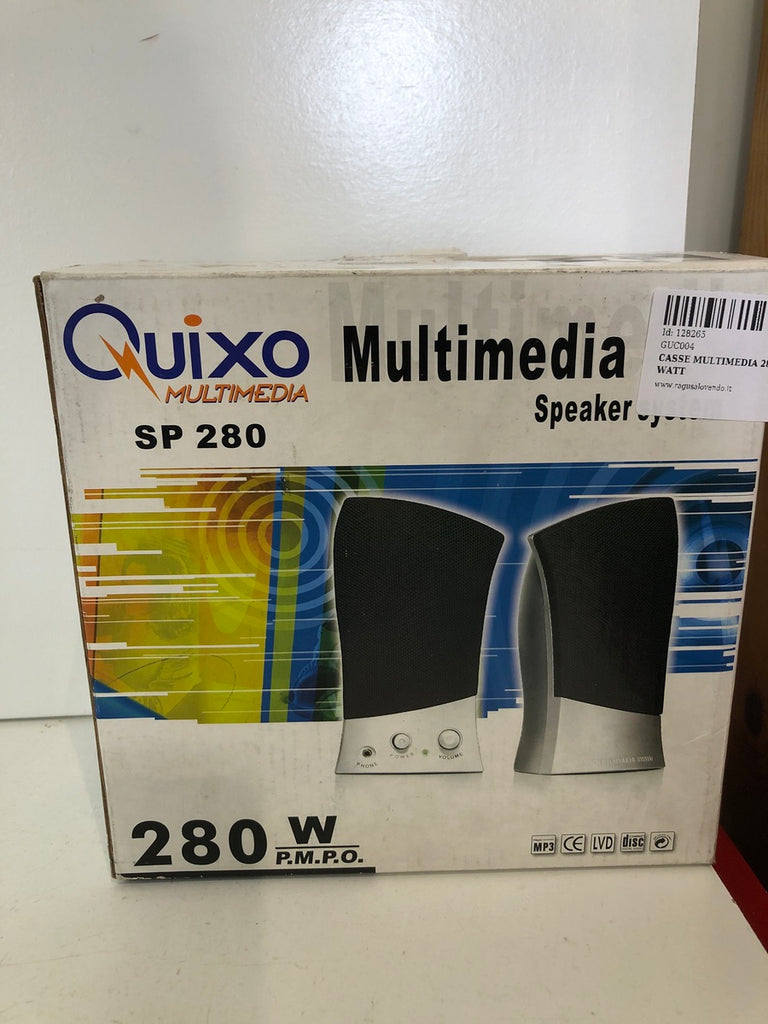 QUIXO
MULTIMEDIA
SP 280
Multimedia
Speaker
Id: 128265
GUC004
CASSE MULTIMEDIA
WATT
www.ragusalovendo.it
PHONE
POWER
VOLUME
280 W
P.M.P.O.
MP3
CE
LVD
disc